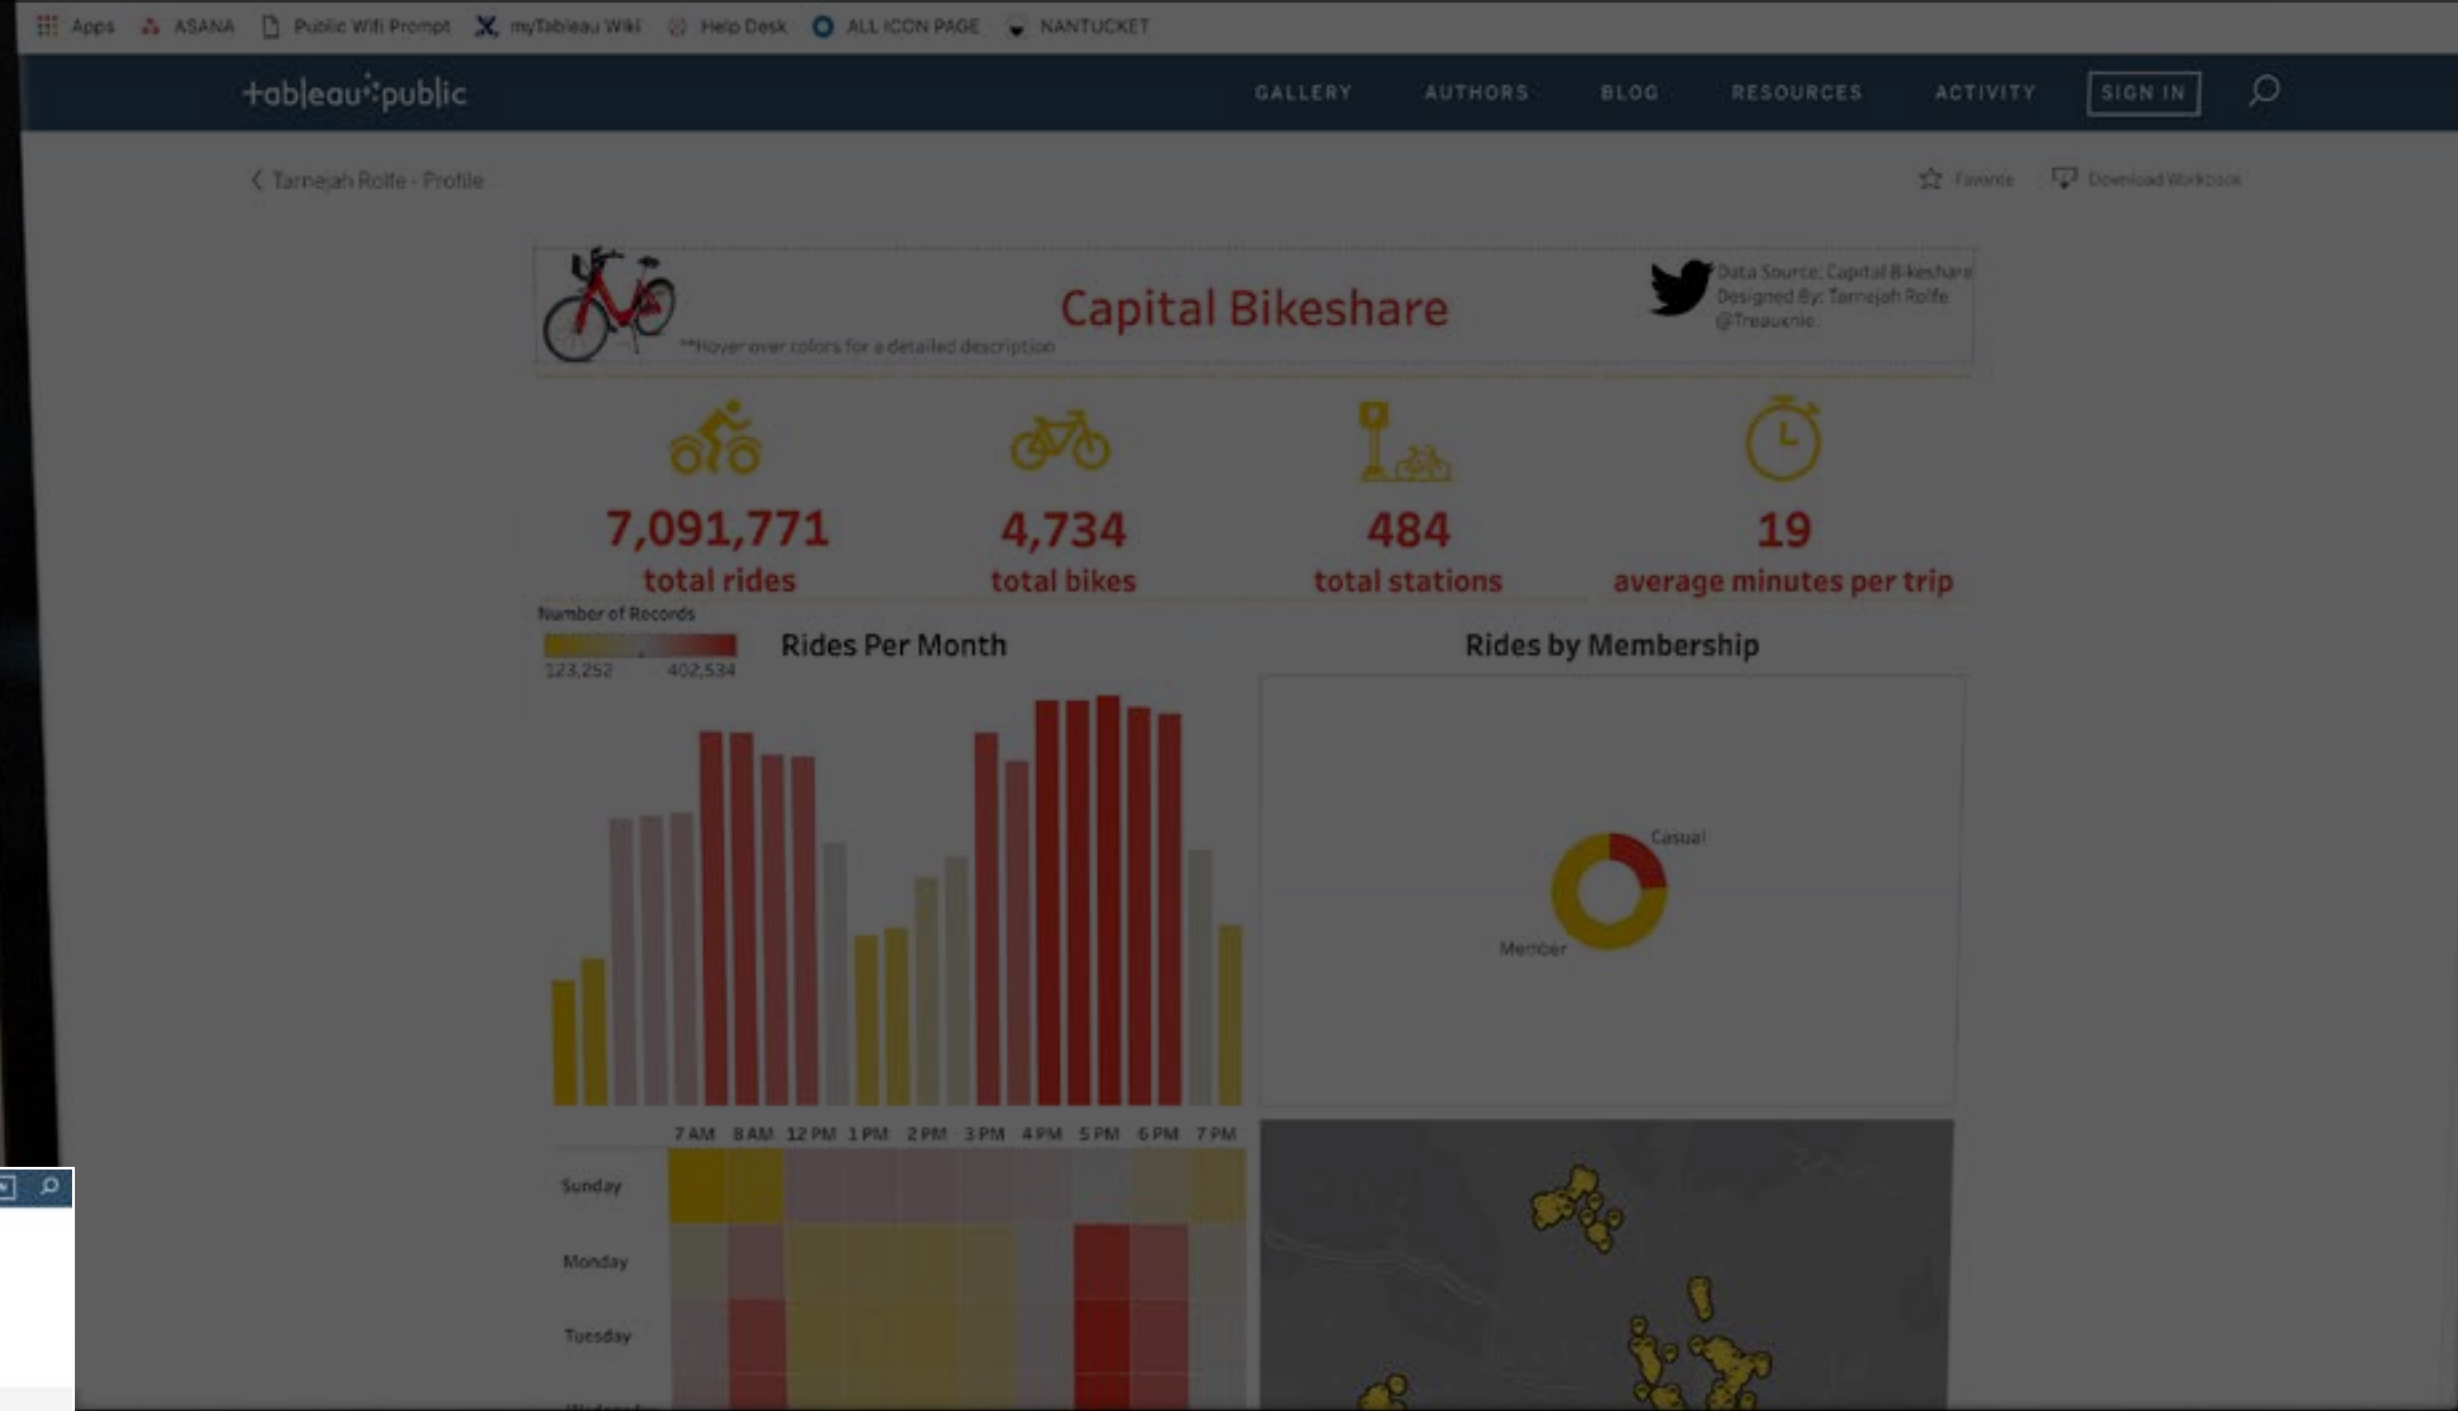 Apps ASANA Public Wifi Prompt myTableau Wiki Help Desk ALL ICON PAGE NANTUCKET
+ableau public GALLERY AUTHORS BLOG RESOURCES ACTIVITY SIGN IN
Tarnejah Rolfe - Profile Favorite Download Workbook
Data Source: Capital Bikeshare
Capital Bikeshare
Designed By: Tarnejah Rolfe
@Treauxnie
**Hover over colors for a detailed description
7,091,771 4,734 484 19
total rides total bikes total stations average minutes per trip
Number of Records
Rides Per Month Rides by Membership
123,252 402,534
Casual
Member
7 AM 8 AM 12 PM 1 PM 2 PM 3 PM 4 PM 5 PM 6 PM 7 PM
Sunday
Monday
Tuesday